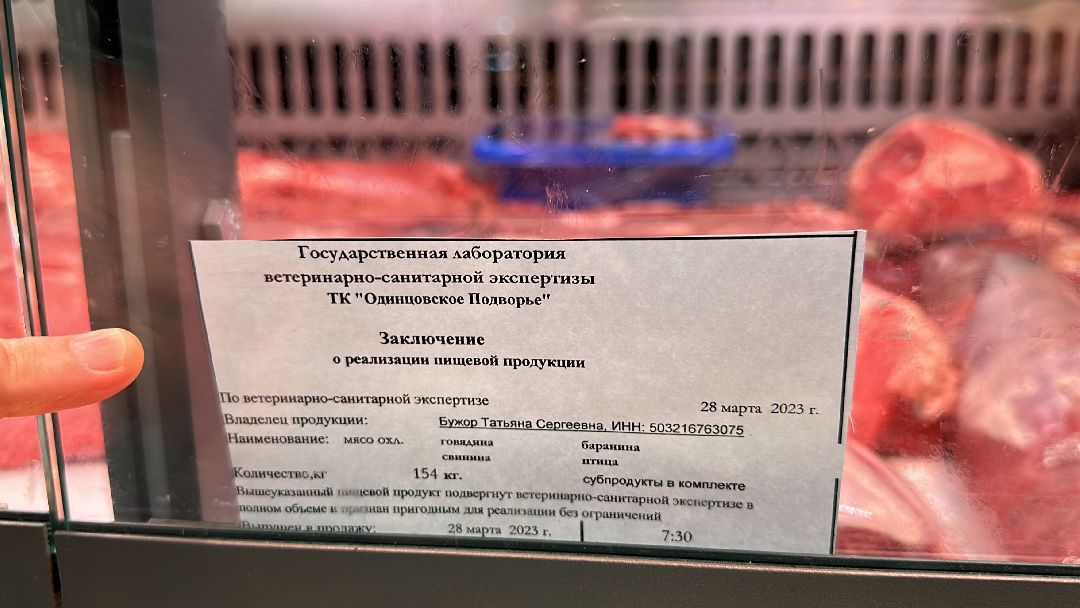 Государственная лаборатория
ветеринарно-санитарной экспертизы
ТК "Одинцовское Подворье"
Заключение
о реализации пищевой продукции
По ветеринарно-санитарной экспертизе 28 марта 2023 г.
Владелец продукции: Бужор Татьяна Сергеевна, ИНН: 503216763075
Наименование: мясо охл. говядина баранина
свинина птица
Количество,кг 154 кг. субпродукты в комплекте
Вышеуказанный пищевой продукт подвергнут ветеринарно-санитарной экспертизе в
полном объеме и признан пригодным для реализации без ограничений
Выпущен в продажу: 28 марта 2023 г. 7:30